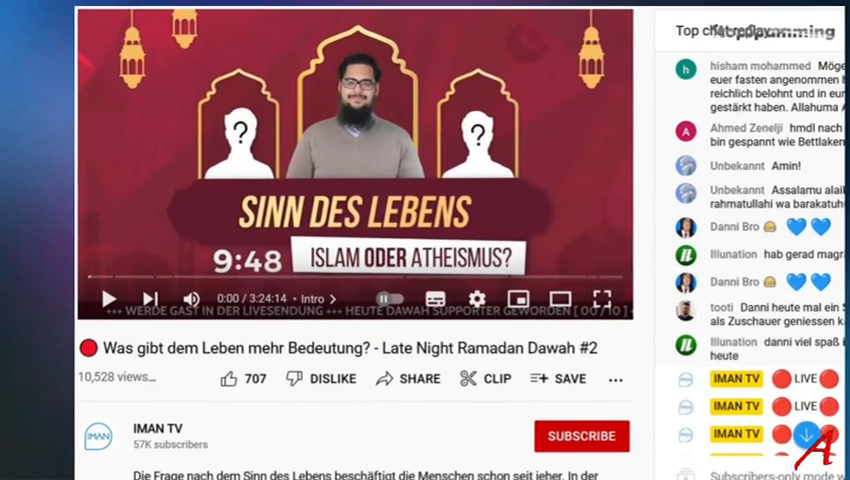 ?
?
SINN DES LEBENS
9:48
ISLAM ODER ATHEISMUS?
0:00 / 3:24:14 • Intro >
+++ WERDE GAST IN DER LIVESENDUNG +++ HEUTE DAWAH SUPPORTER GEWORDEN [ 00 / 10 ]
🔴 Was gibt dem Leben mehr Bedeutung? - Late Night Ramadan Dawah #2
10,528 views...
707
DISLIKE
SHARE
CLIP
SAVE
...
IMAN
IMAN TV
57K subscribers
SUBSCRIBE
Die Frage nach dem Sinn des Lebens beschäftigt die Menschen schon seit jeher. In der
Top chat replay
h
hisham mohammed Möge
euer fasten angenommen
reichlich belohnt und in eu
gestärkt haben. Allahuma
A
Ahmed Zenelji hmdl nach
bin gespannt wie Bettlaken
Unbekannt Amin!
Unbekannt Assalamu alai
rahmatullahi wa barakatuh
Danni Bro 💙💙
Illunation hab gerad magri
Danni Bro 💙💙
tooti Danni heute mal ein S
als Zuschauer geniessen k
Illunation danni viel spaß i
heute
IMAN TV 🔴 LIVE 🔴
IMAN TV 🔴 LIVE 🔴
IMAN TV 🔴
A
Subscribers-only mode